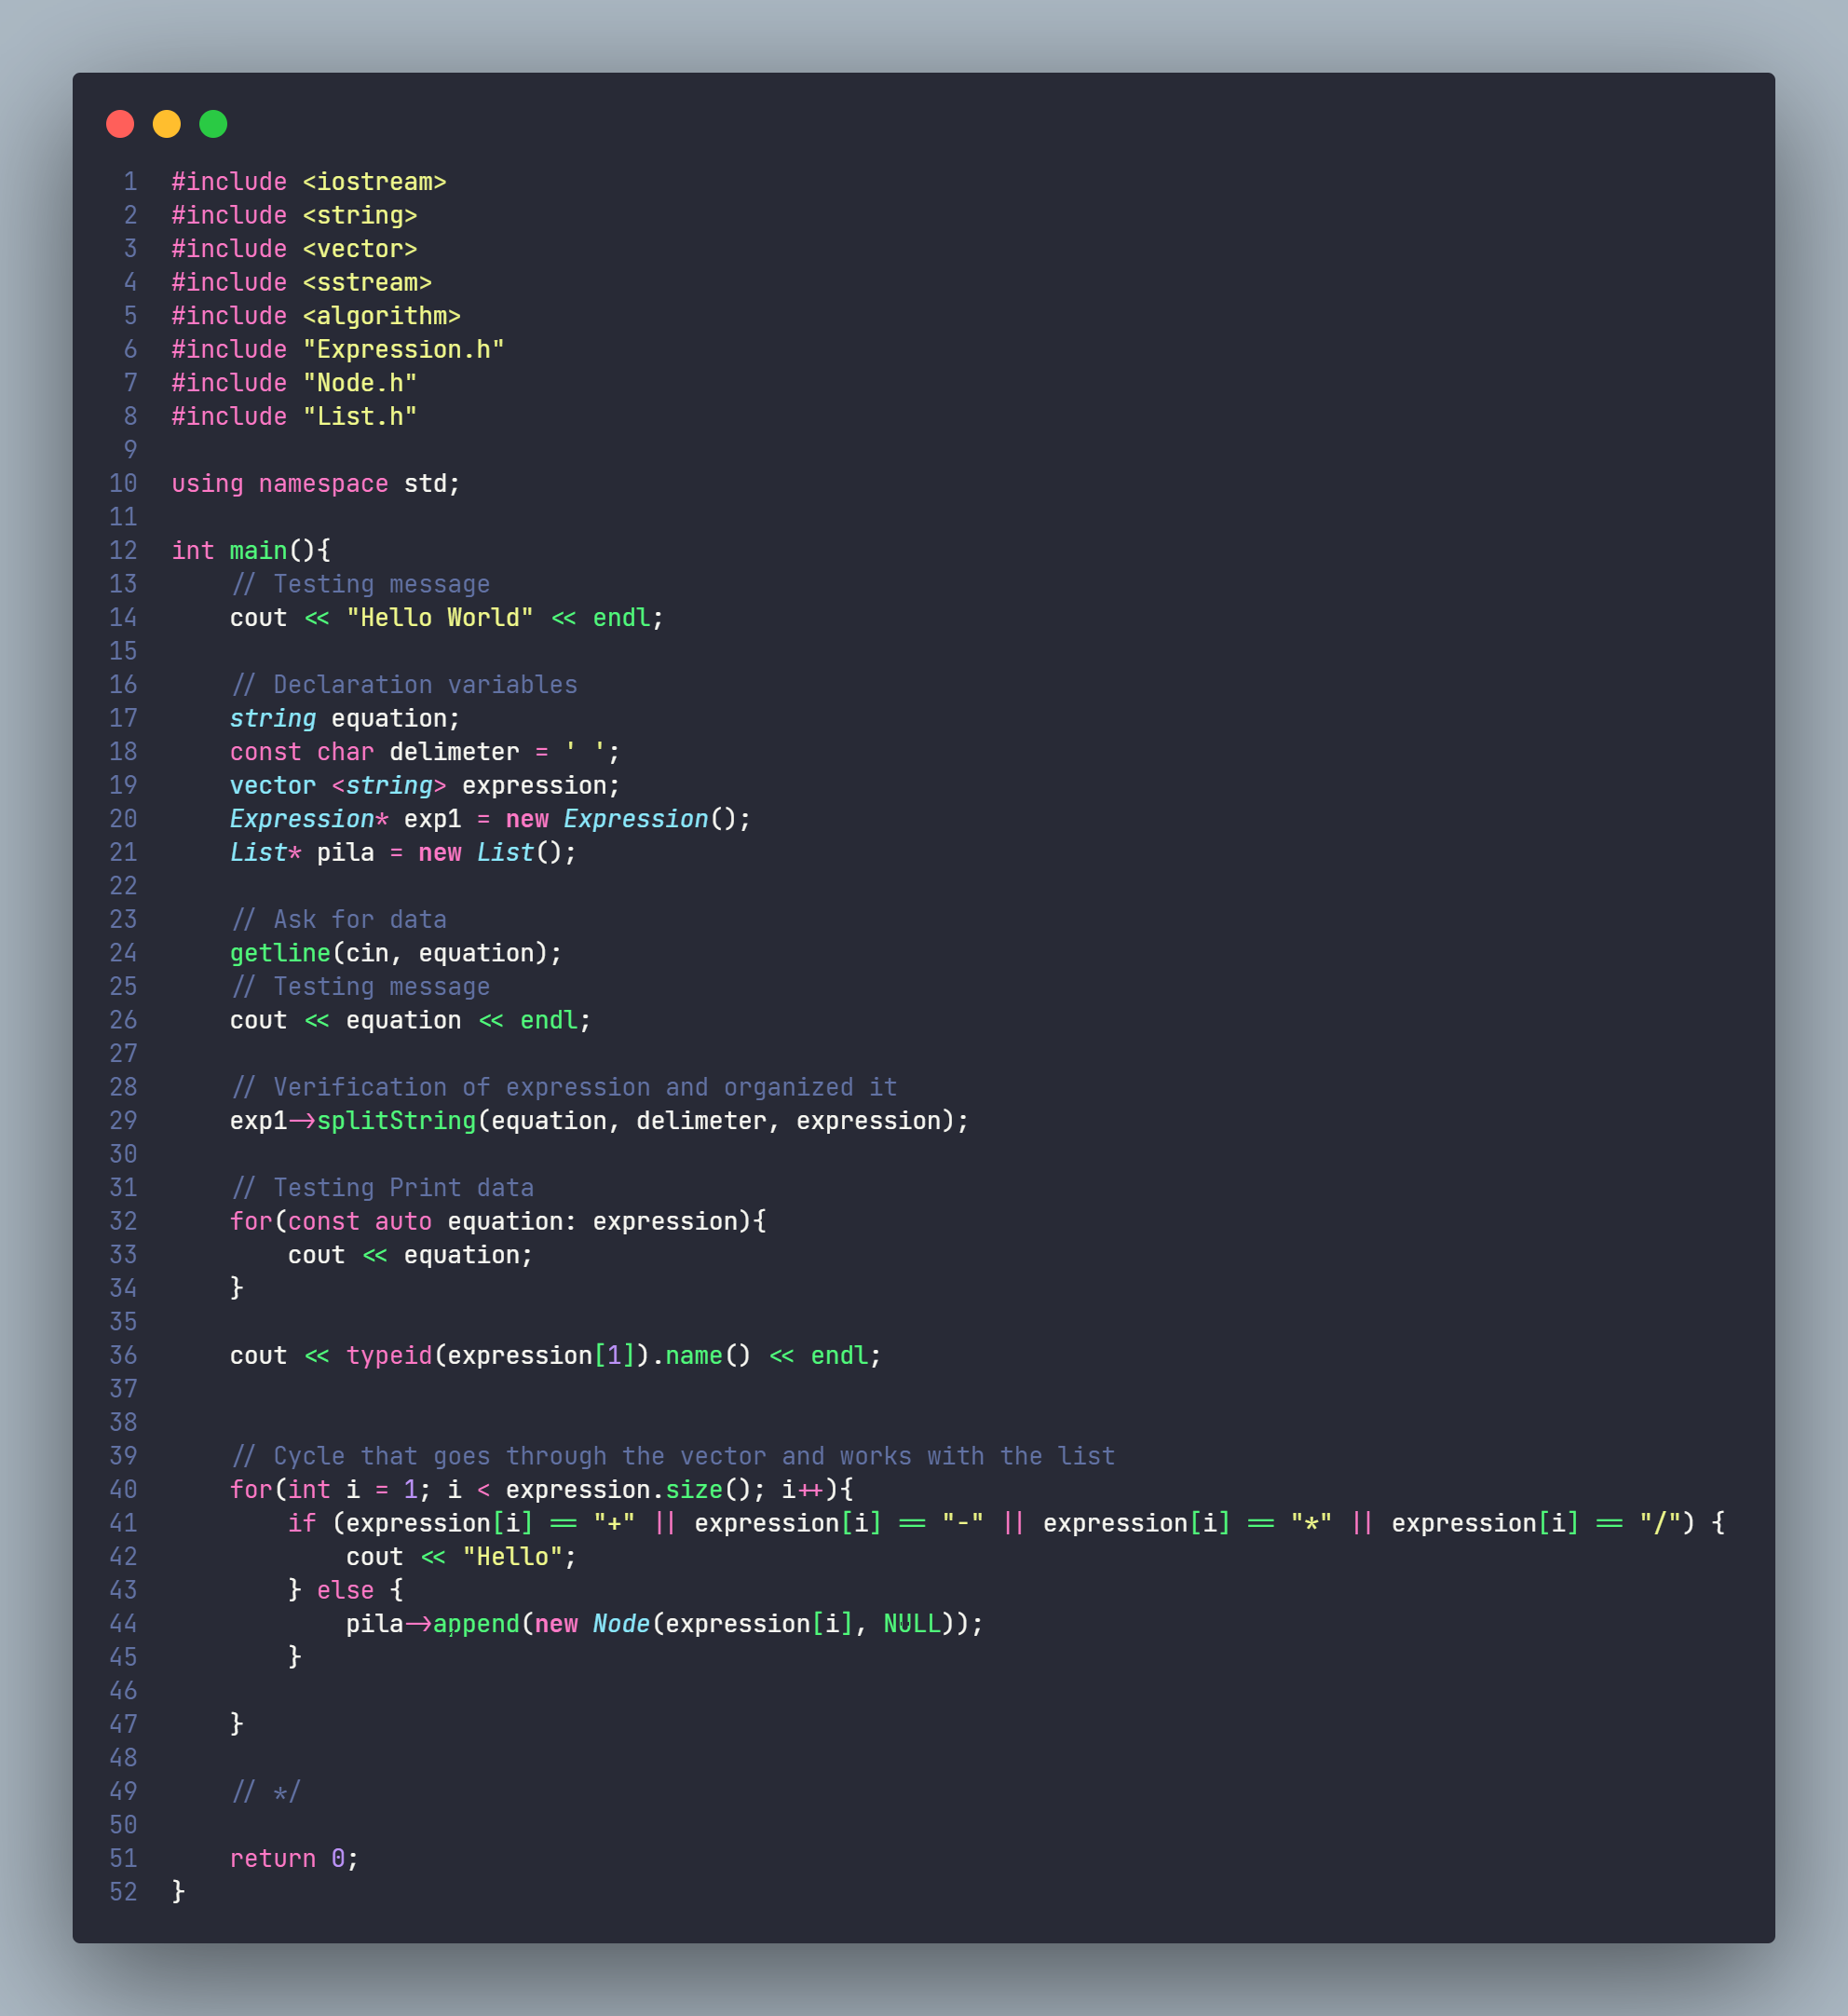 1 #include <iostream>
2 #include <string>
3 #include <vector>
4 #include <sstream>
5 #include <algorithm>
6 #include "Expression.h"
7 #include "Node.h"
8 #include "List.h"
9
10 using namespace std;
11
12 int main(){
13     // Testing message
14     cout << "Hello World" << endl;
15
16     // Declaration variables
17     string equation;
18     const char delimeter = ' ';
19     vector <string> expression;
20     Expression* exp1 = new Expression();
21     List* pila = new List();
22
23     // Ask for data
24     getline(cin, equation);
25     // Testing message
26     cout << equation << endl;
27
28     // Verification of expression and organized it
29     exp1->splitString(equation, delimeter, expression);
30
31     // Testing Print data
32     for(const auto equation: expression){
33         cout << equation;
34     }
35
36     cout << typeid(expression[1]).name() << endl;
37
38
39     // Cycle that goes through the vector and works with the list
40     for(int i = 1; i < expression.size(); i++){
41         if (expression[i] == "+" || expression[i] == "-" || expression[i] == "*" || expression[i] == "/") {
42             cout << "Hello";
43         } else {
44             pila->append(new Node(expression[i], NULL));
45         }
46
47     }
48
49     // */
50
51     return 0;
52 }